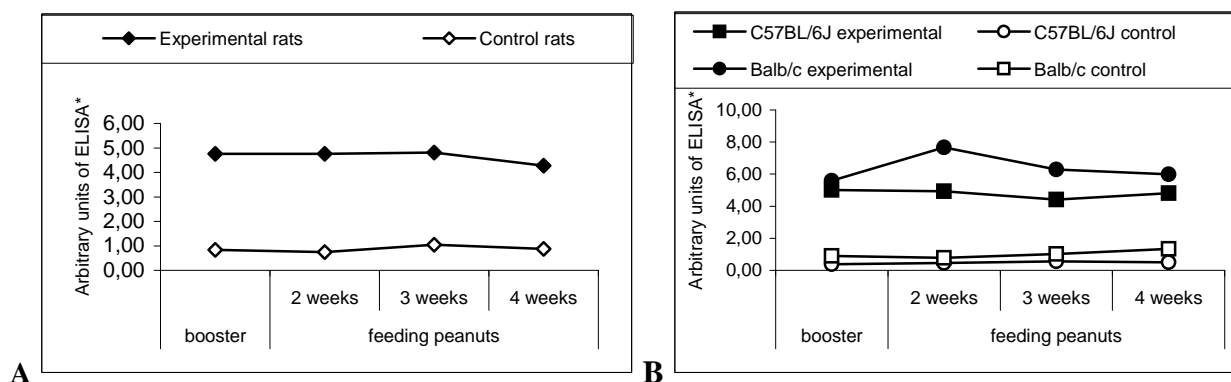 Experimental rats Control rats
Arbitrary units of ELISA*
6,00
5,00
4,00
3,00
2,00
1,00
0,00
2 weeks 3 weeks 4 weeks
booster feeding peanuts
A
C57BL/6J experimental C57BL/6J control
Balb/c experimental Balb/c control
Arbitrary units of ELISA*
10,00
8,00
6,00
4,00
2,00
0,00
2 weeks 3 weeks 4 weeks
booster feeding peanuts
B